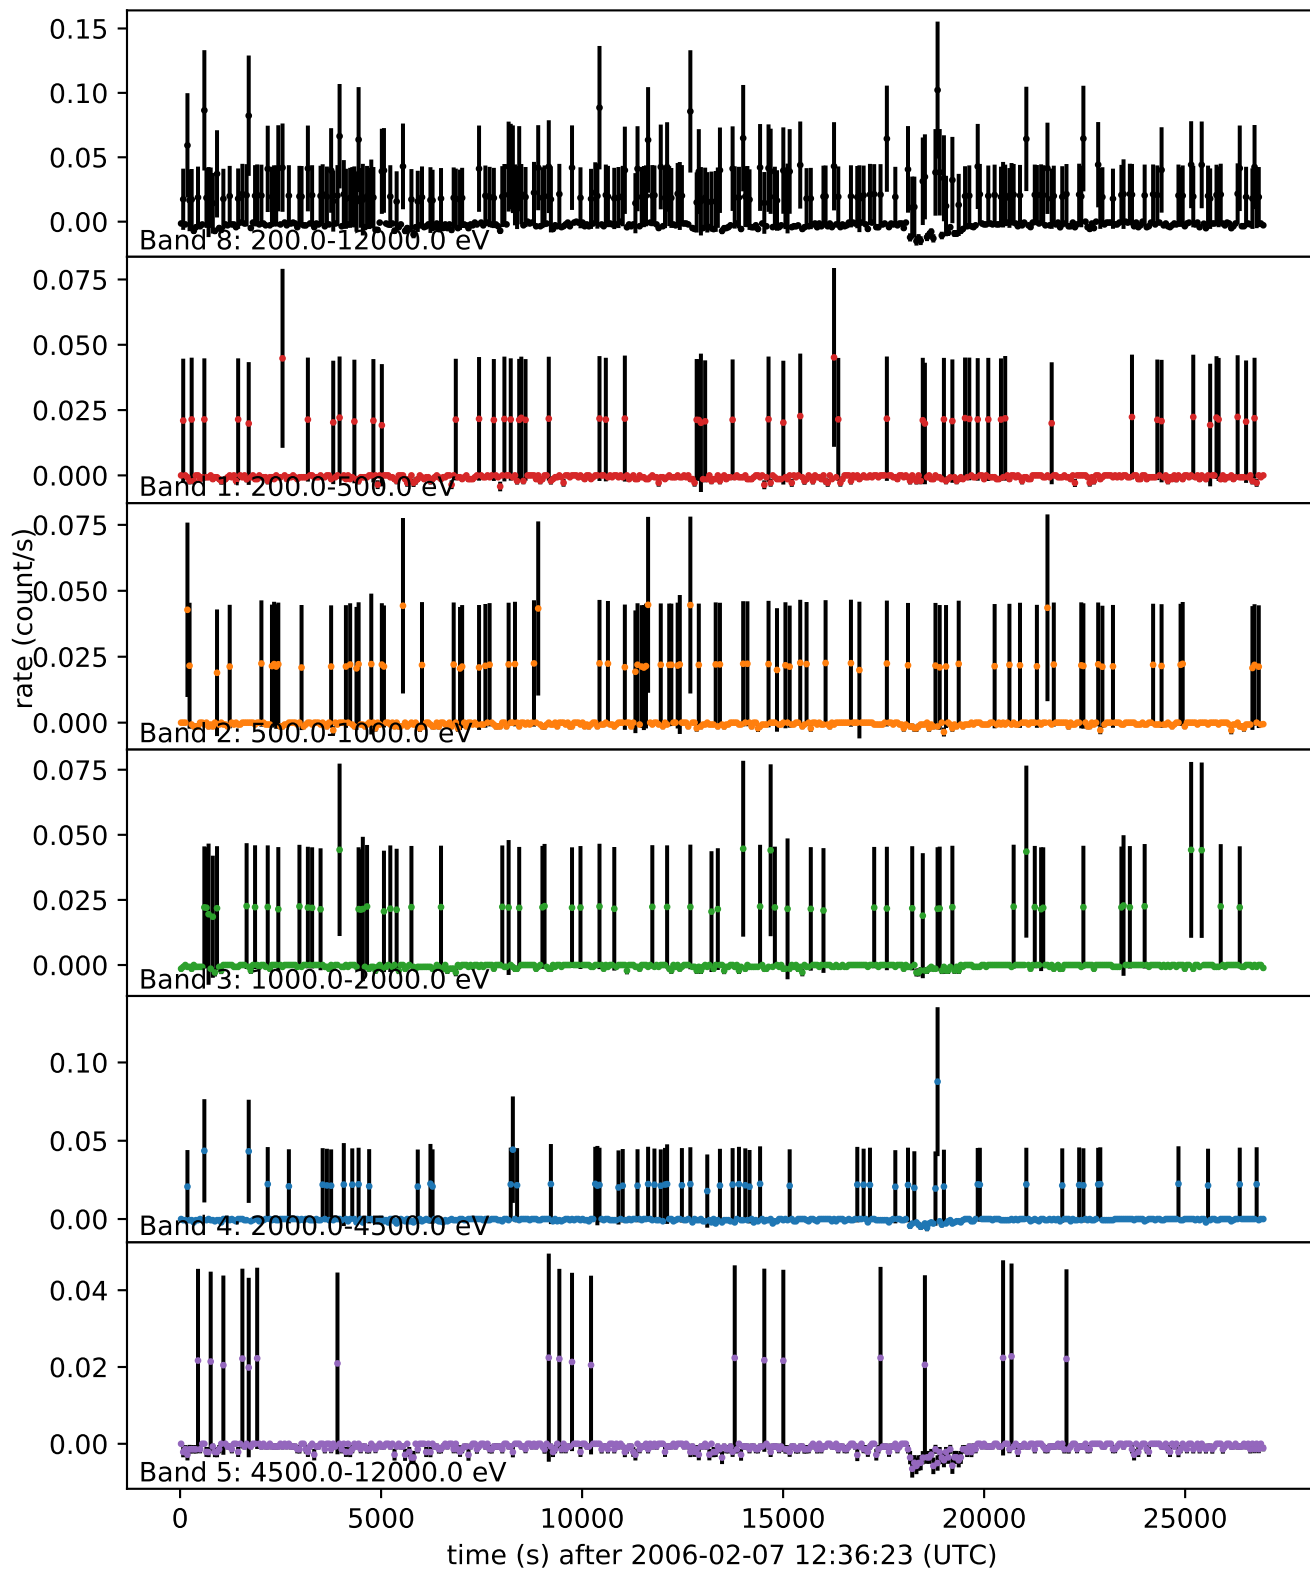 0.15
0.10
0.05
0.00
Band 8: 200.0-12000.0 eV
0.075
0.050
0.025
0.000
Band 1: 200.0-500.0 eV
rate (count/s)
0.075
0.050
0.025
0.000
Band 2: 500.0-1000.0 eV
0.075
0.050
0.025
0.000
Band 3: 1000.0-2000.0 eV
0.10
0.05
0.00
Band 4: 2000.0-4500.0 eV
0.04
0.02
0.00
Band 5: 4500.0-12000.0 eV
0 5000 10000 15000 20000 25000
time (s) after 2006-02-07 12:36:23 (UTC)